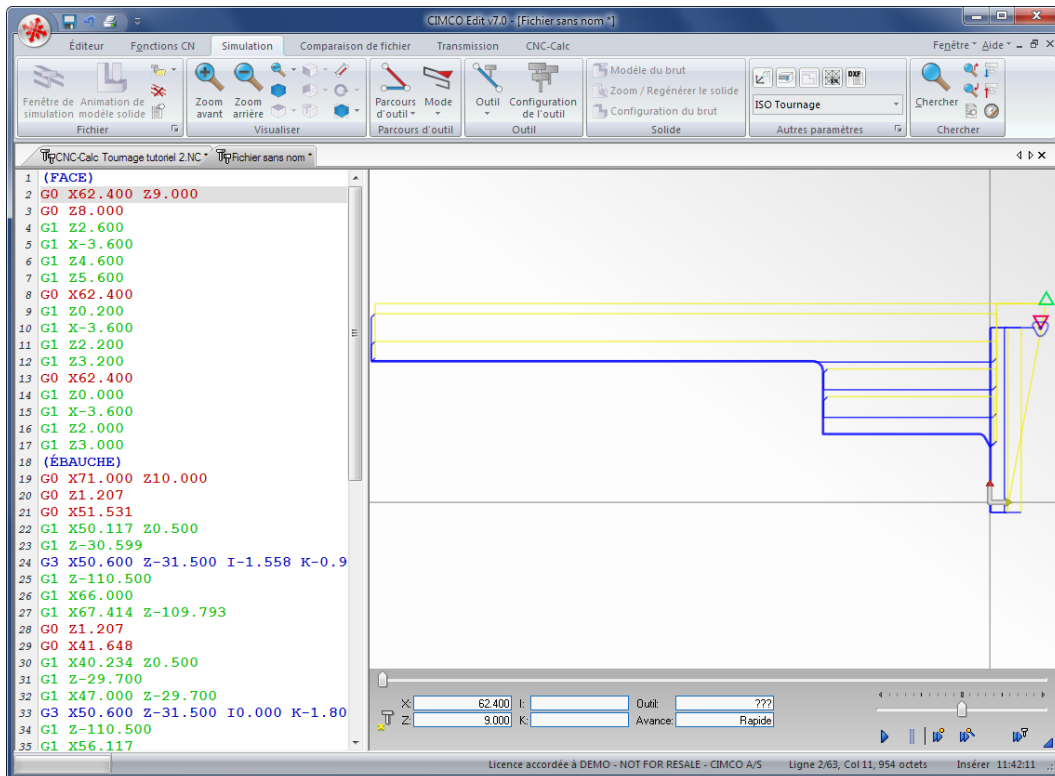 CIMCO Edit v7.0 - [Fichier sans nom *]
Éditeur Fonctions CN Simulation Comparaison de fichier Transmission CNC-Calc Fenêtre Aide
Fenêtre de simulation
Animation de modèle solide
Fichier
Zoom avant
Zoom arrière
Visualiser
Parcours d'outil
Mode
Parcours d'outil
Outil
Configuration de l'outil
Outil
Modèle du brut
Zoom / Regénérer le solide
Configuration du brut
Solide
DXF
ISO Tournage
Autres paramètres
Chercher
Chercher
CNC-Calc Tournage tutoriel 2.NC * Fichier sans nom *
1 (FACE)
2 G0 X62.400 Z9.000
3 G0 Z8.000
4 G1 Z2.600
5 G1 X-3.600
6 G1 Z4.600
7 G1 Z5.600
8 G0 X62.400
9 G1 Z0.200
10 G1 X-3.600
11 G1 Z2.200
12 G1 Z3.200
13 G0 X62.400
14 G1 Z0.000
15 G1 X-3.600
16 G1 Z2.000
17 G1 Z3.000
18 (ÉBAUCHE)
19 G0 X71.000 Z10.000
20 G0 Z1.207
21 G0 X51.531
22 G1 X50.117 Z0.500
23 G1 Z-30.599
24 G3 X50.600 Z-31.500 I-1.558 K-0.9
25 G1 Z-110.500
26 G1 X66.000
27 G1 X67.414 Z-109.793
28 G0 Z1.207
29 G0 X41.648
30 G1 X40.234 Z0.500
31 G1 Z-29.700
32 G1 X47.000 Z-29.700
33 G3 X50.600 Z-31.500 I0.000 K-1.80
34 G1 Z-110.500
35 G1 X56.117
X: 62.400 I: Outil: ???
Z: 9.000 K: Avance: Rapide
Licence accordée à DEMO - NOT FOR RESALE - CIMCO A/S Ligne 2/63, Col 11, 954 octets Insérer 11:42:11